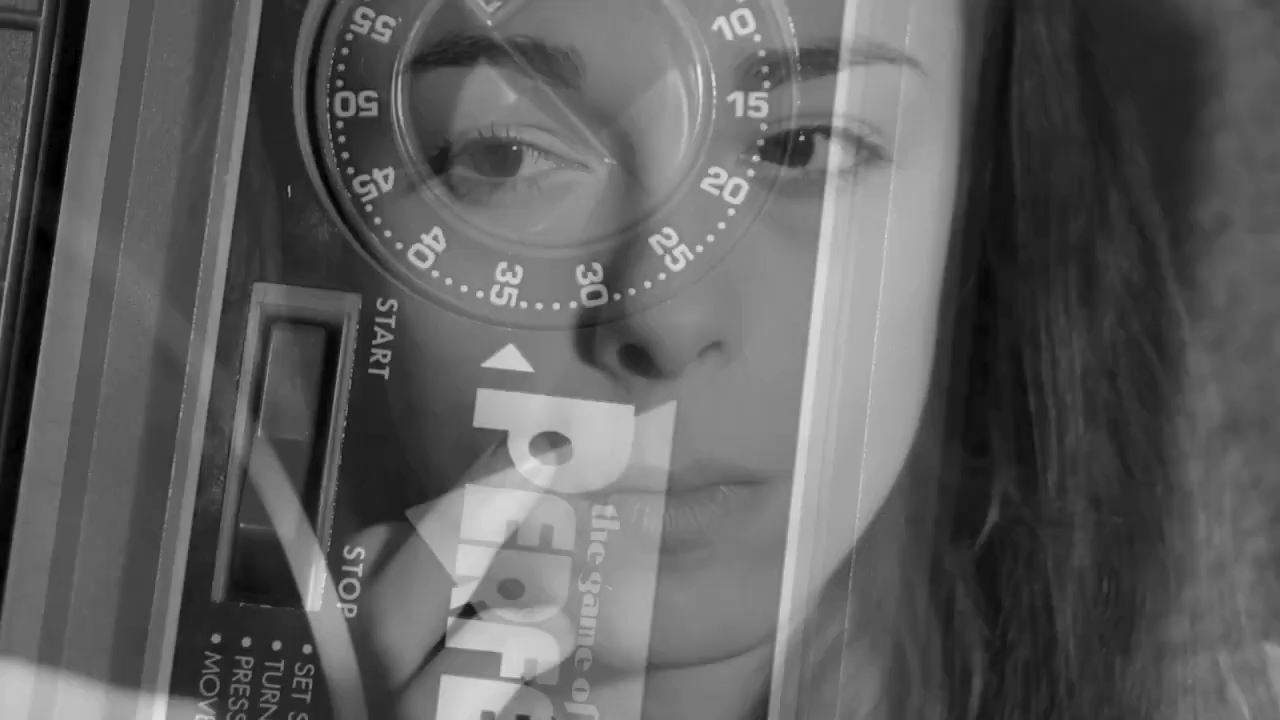 55
50
45
40
35
30
25
20
15
10
START
STOP
the game of
PERFE
• SET S
• TURN
• PRESS
• MOVE